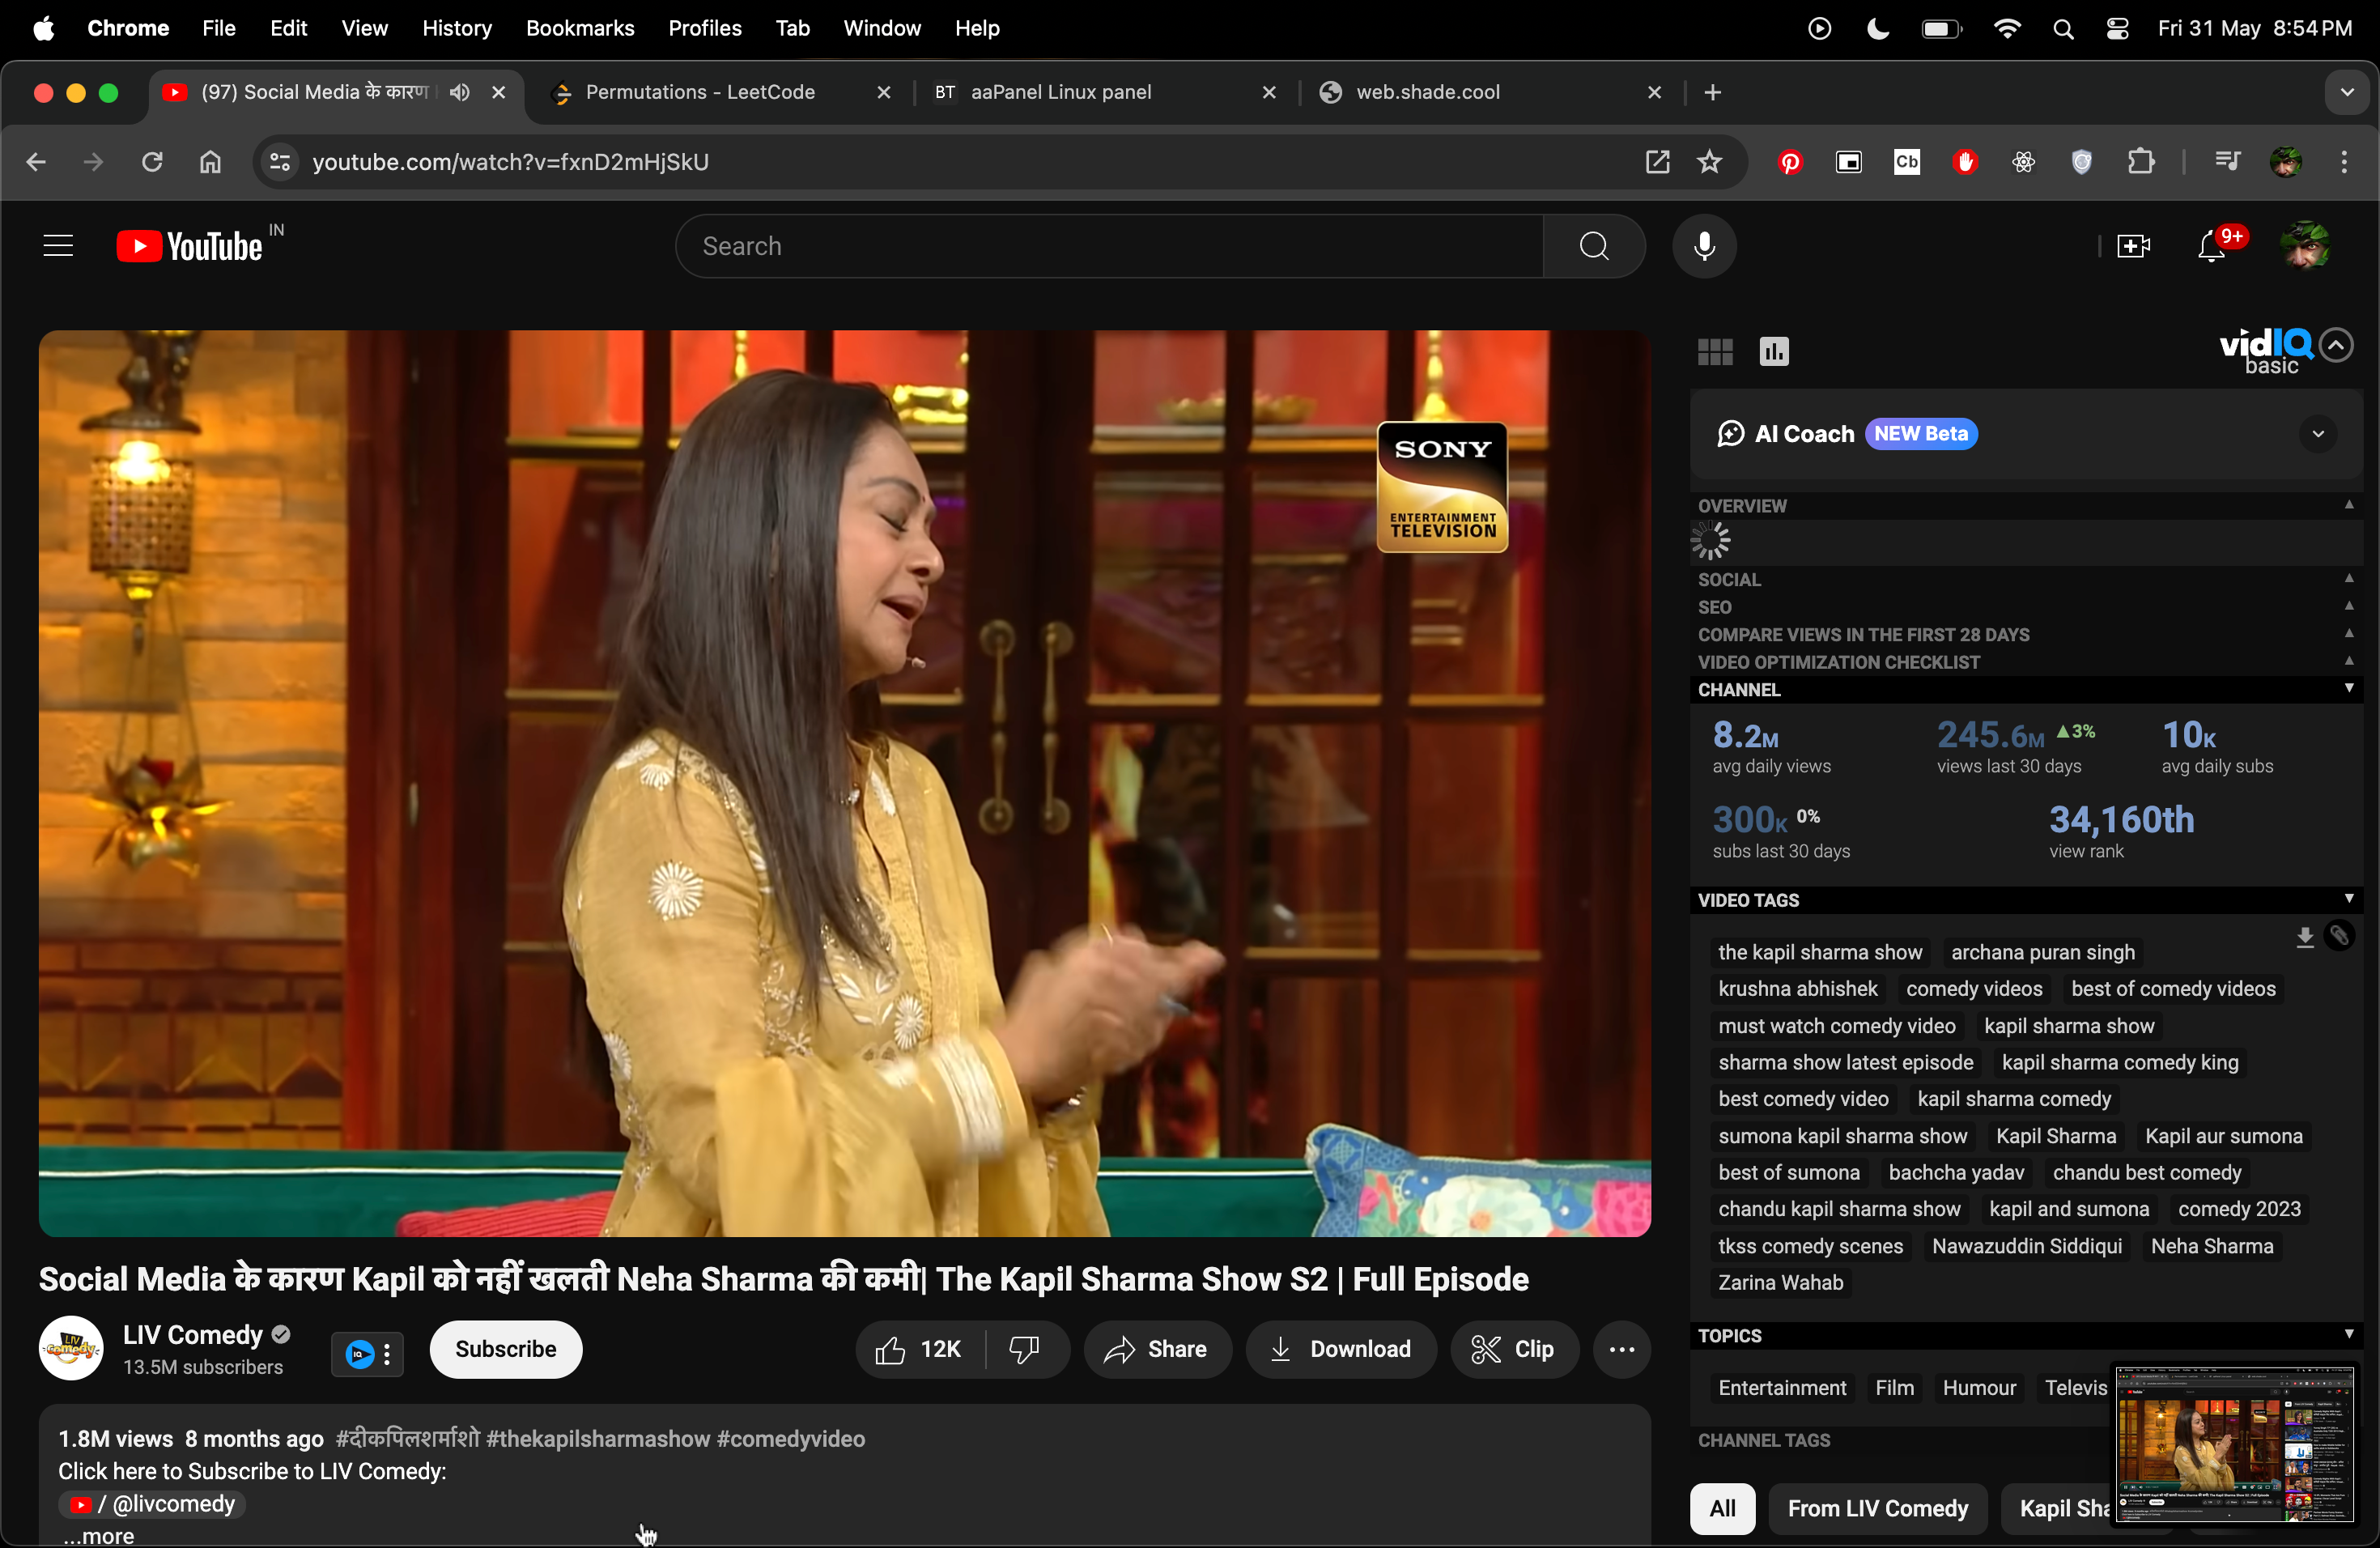 Chrome File Edit View History Bookmarks Profiles Tab Window Help Fri 31 May 8:54 PM
(97) Social Media के कारण Permutations - LeetCode BT aaPanel Linux panel web.shade.cool
youtube.com/watch?v=fxnD2mHjSkU Cb
YouTube IN Search 9+
SONY
ENTERTAINMENT
TELEVISION
Social Media के कारण Kapil को नहीं खलती Neha Sharma की कमी| The Kapil Sharma Show S2 | Full Episode
LIV Comedy
LIV Comedy
13.5M subscribers
IQ
Subscribe 12K Share Download Clip
1.8M views 8 months ago #दीकपिलशर्माशो #thekapilsharmashow #comedyvideo
Click here to Subscribe to LIV Comedy:
/ @livcomedy
...more
vidIQ
basic
AI Coach NEW Beta
OVERVIEW
SOCIAL
SEO
COMPARE VIEWS IN THE FIRST 28 DAYS
VIDEO OPTIMIZATION CHECKLIST
CHANNEL
8.2M 245.6M ▲3% 10K
avg daily views views last 30 days avg daily subs
300K 0% 34,160th
subs last 30 days view rank
VIDEO TAGS
the kapil sharma show archana puran singh
krushna abhishek comedy videos best of comedy videos
must watch comedy video kapil sharma show
sharma show latest episode kapil sharma comedy king
best comedy video kapil sharma comedy
sumona kapil sharma show Kapil Sharma Kapil aur sumona
best of sumona bachcha yadav chandu best comedy
chandu kapil sharma show kapil and sumona comedy 2023
tkss comedy scenes Nawazuddin Siddiqui Neha Sharma
Zarina Wahab
TOPICS
Entertainment Film Humour Televis
CHANNEL TAGS
All From LIV Comedy Kapil Sha